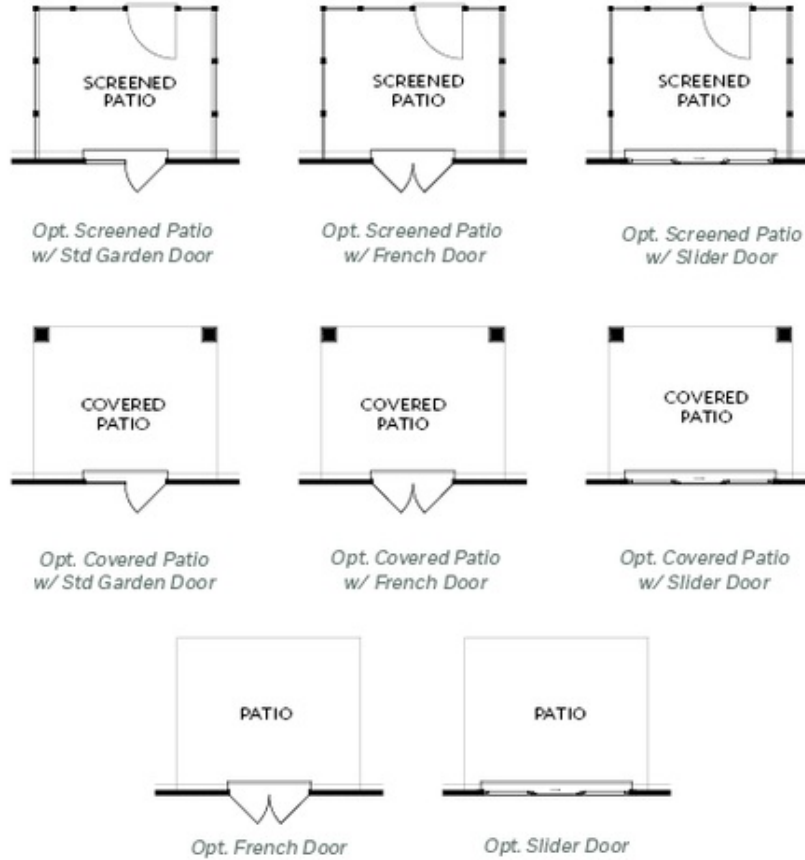 SCREENED
PATIO
SCREENED
PATIO
SCREENED
PATIO
Opt. Screened Patio
w/ Std Garden Door
Opt. Screened Patio
w/ French Door
Opt. Screened Patio
w/ Slider Door
COVERED
PATIO
COVERED
PATIO
COVERED
PATIO
Opt. Covered Patio
w/ Std Garden Door
Opt. Covered Patio
w/ French Door
Opt. Covered Patio
w/ Slider Door
PATIO
PATIO
Opt. French Door
Opt. Slider Door